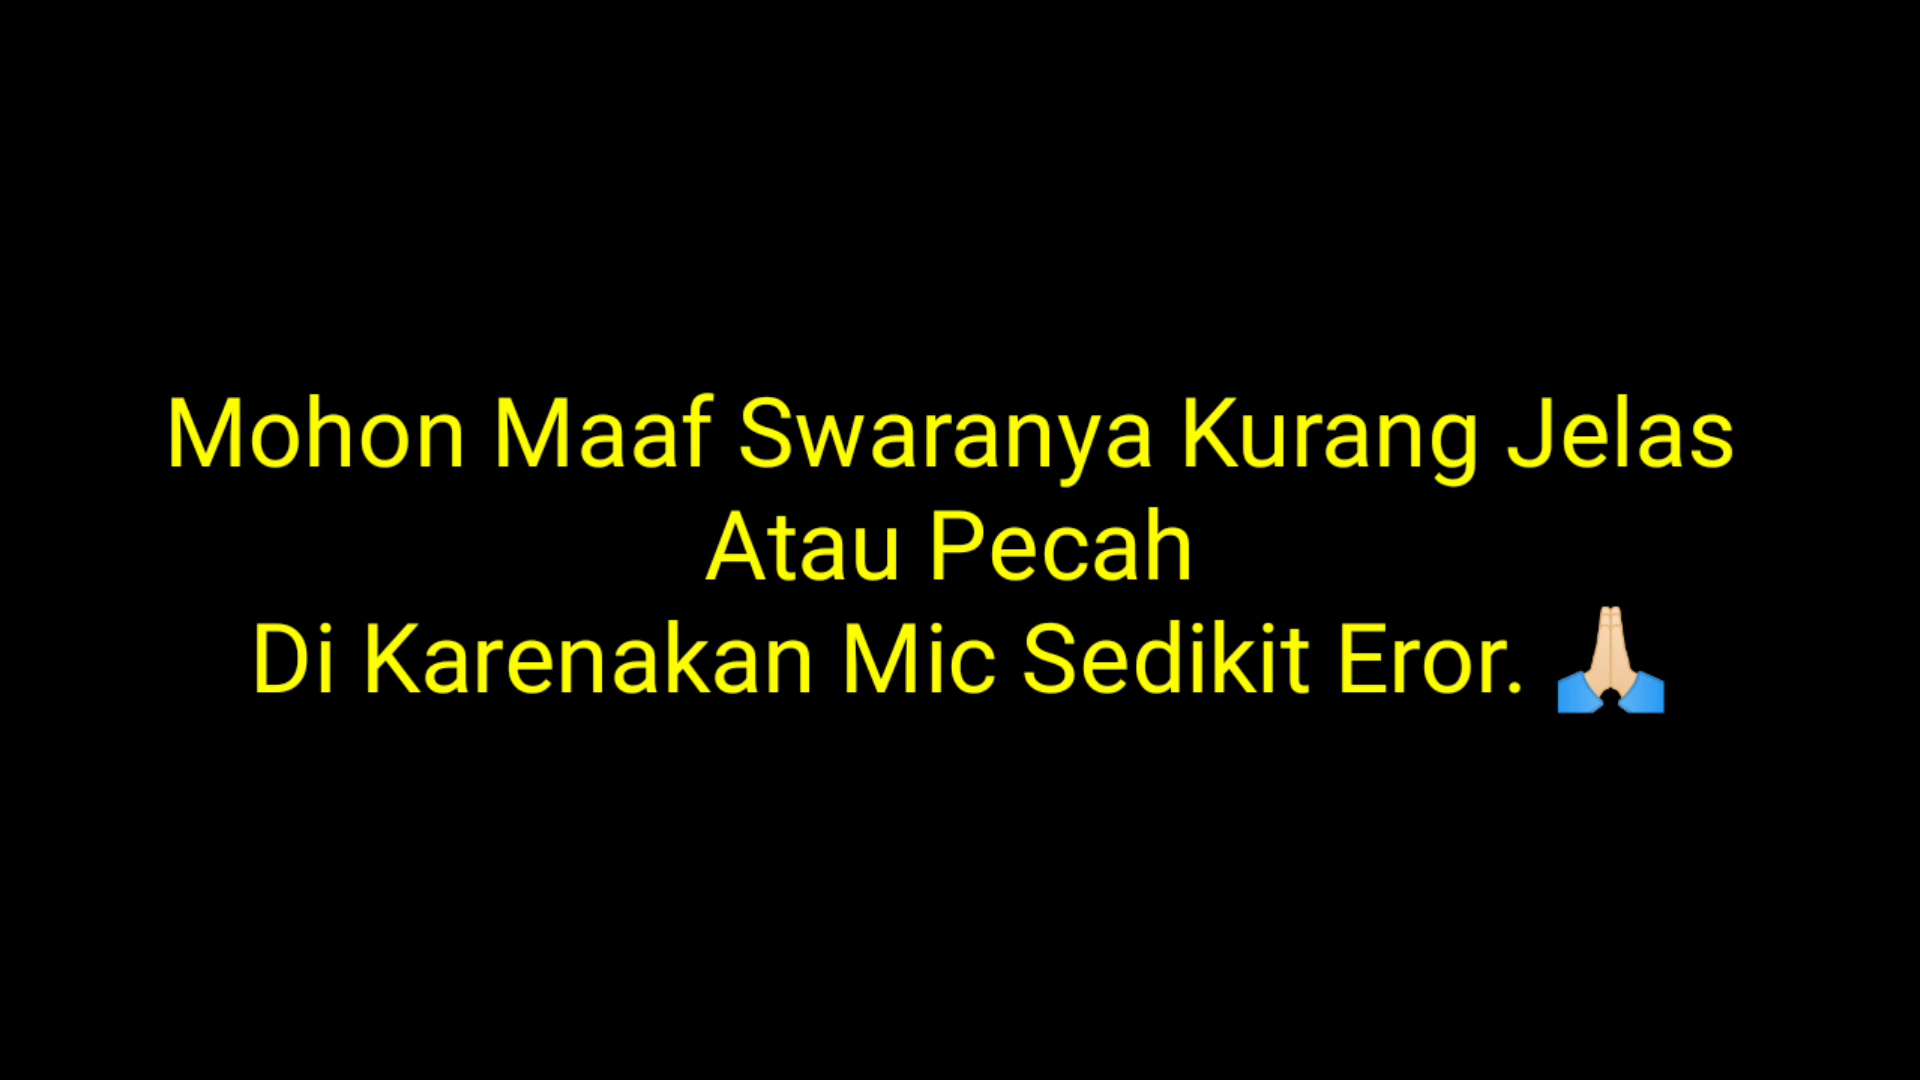 Mohon Maaf Swaranya Kurang Jelas
Atau Pecah
Di Karenakan Mic Sedikit Eror. 🙏🏻